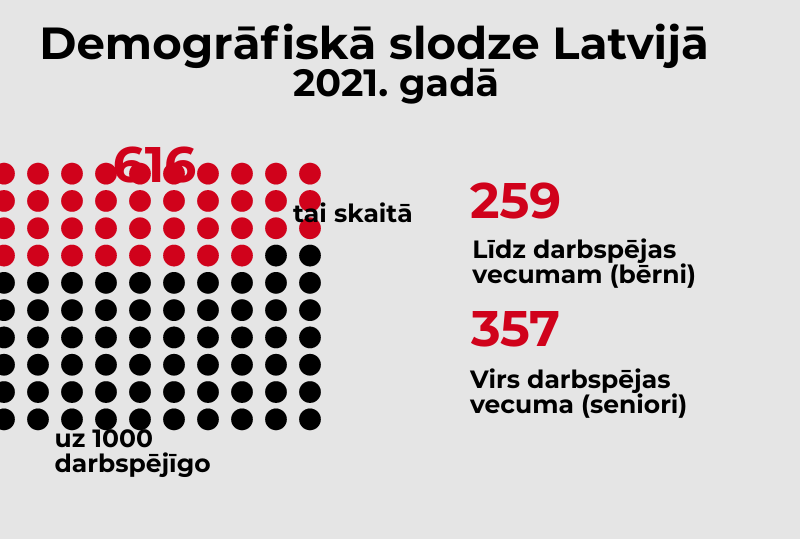 Demogrāfiskā slodze Latvijā
2021. gadā
616
tai skaitā
259
Līdz darbspējas
vecumam (bērni)
357
Virs darbspējas
vecuma (seniori)
uz 1000
darbspējīgo